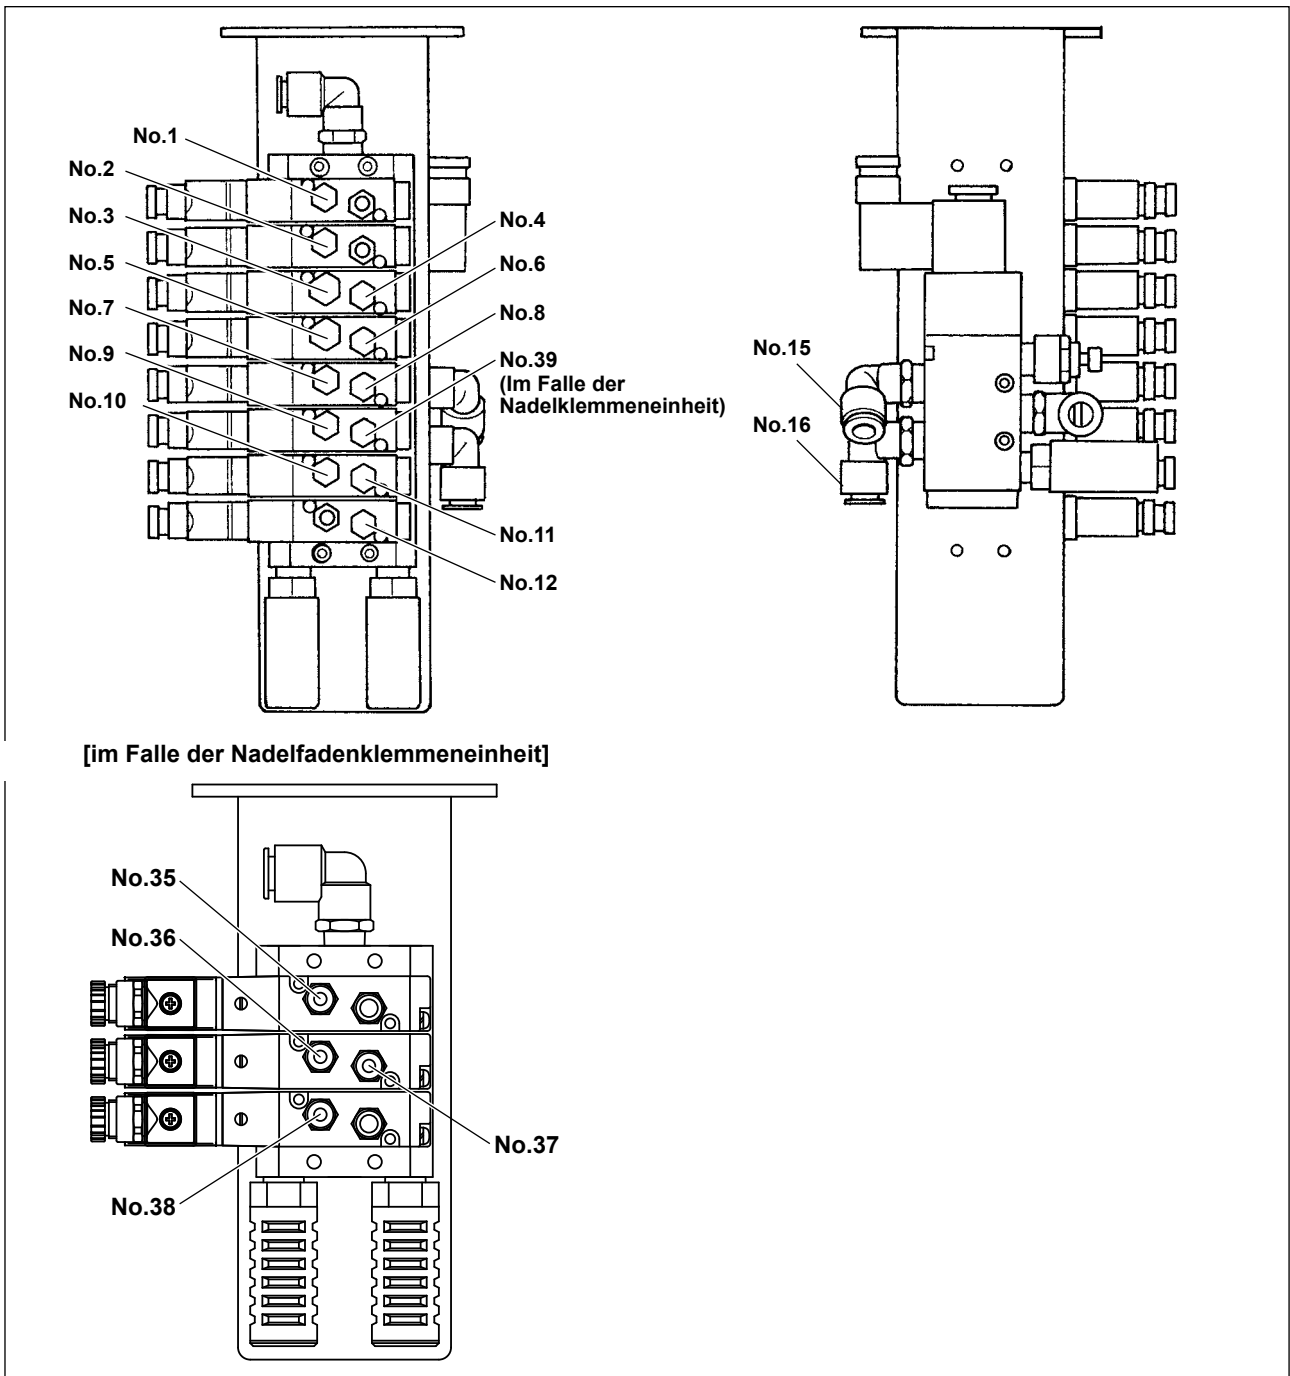 No.1
No.2
No.3
No.5
No.7
No.9
No.10
No.4
No.6
No.8
No.39
(Im Falle der
Nadelklemmeneinheit)
No.11
No.12
No.15
No.16
[im Falle der Nadelfadenklemmeneinheit]
No.35
No.36
No.37
No.38